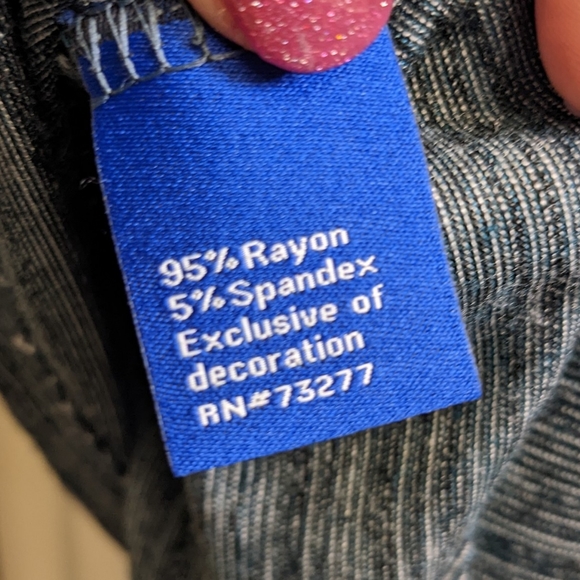 95% Rayon
5% Spandex
Exclusive of
decoration
RN#73277